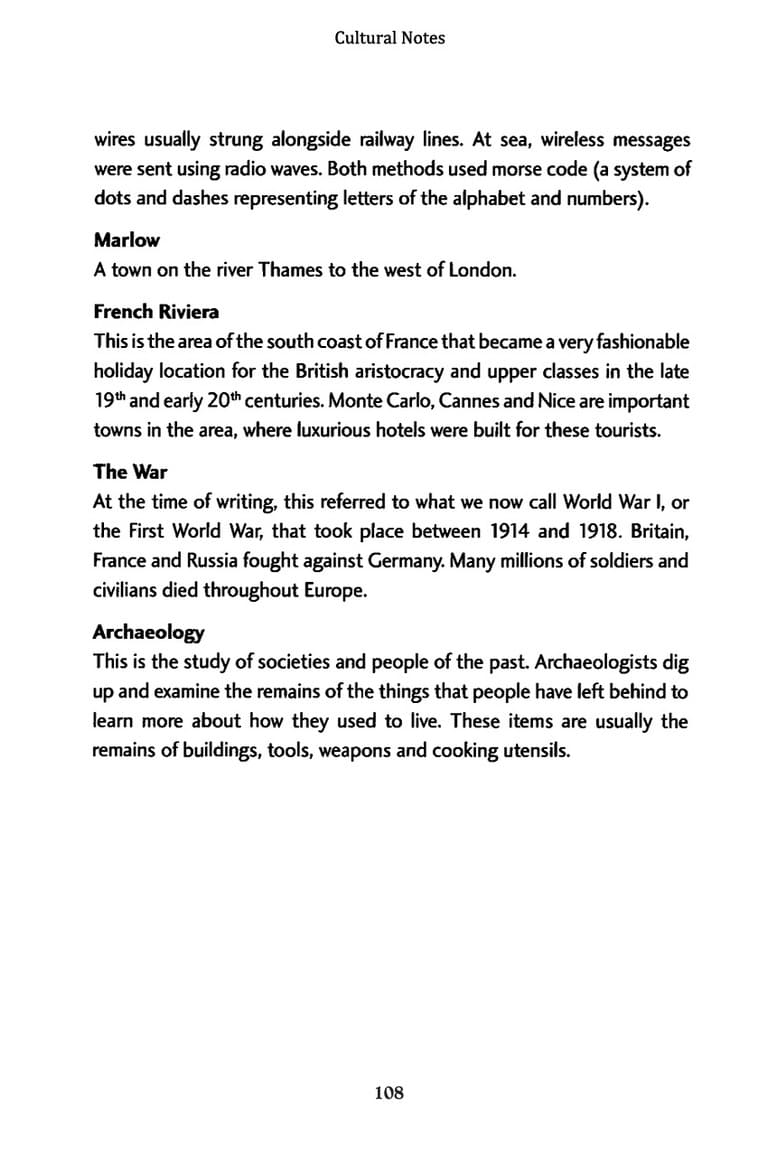 Cultural Notes
wires usually strung alongside railway lines. At sea, wireless messages
were sent using radio waves. Both methods used morse code (a system of
dots and dashes representing letters of the alphabet and numbers).
Marlow
A town on the river Thames to the west of London.
French Riviera
This is the area of the south coast of France that became a very fashionable
holiday location for the British aristocracy and upper classes in the late
19th and early 20th centuries. Monte Carlo, Cannes and Nice are important
towns in the area, where luxurious hotels were built for these tourists.
The War
At the time of writing, this referred to what we now call World War I, or
the First World War, that took place between 1914 and 1918. Britain,
France and Russia fought against Germany. Many millions of soldiers and
civilians died throughout Europe.
Archaeology
This is the study of societies and people of the past. Archaeologists dig
up and examine the remains of the things that people have left behind to
learn more about how they used to live. These items are usually the
remains of buildings, tools, weapons and cooking utensils.
108